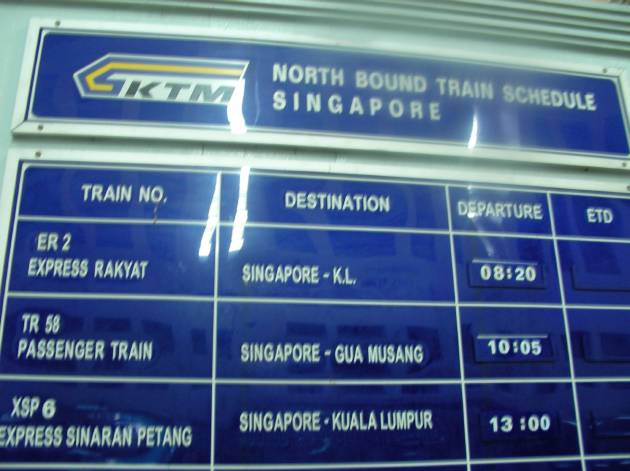 KTM
NORTH BOUND TRAIN SCHEDULE
SINGAPORE
TRAIN NO. DESTINATION DEPARTURE ETD
ER 2
EXPRESS RAKYAT SINGAPORE - K.L. 08:20
TR 58
PASSENGER TRAIN SINGAPORE - GUA MUSANG 10:05
XSP 6
EXPRESS SINARAN PETANG SINGAPORE - KUALA LUMPUR 13:00